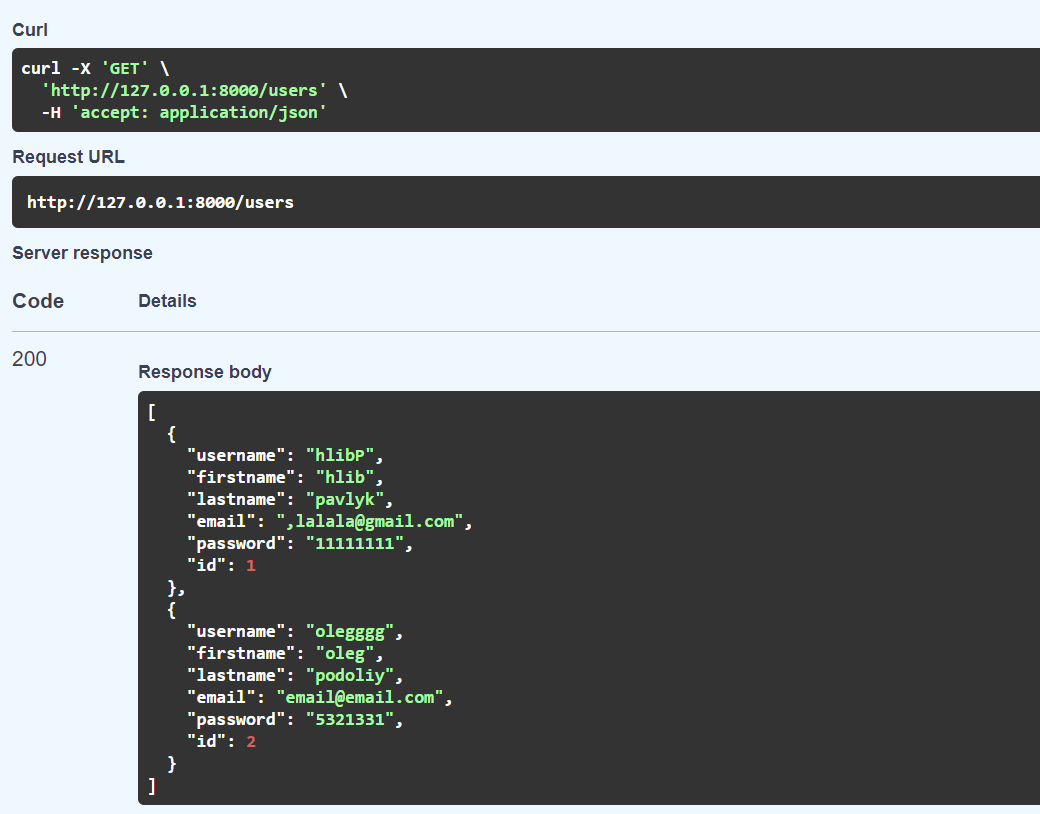 Curl
curl -X 'GET' \
  'http://127.0.0.1:8000/users' \
  -H 'accept: application/json'
Request URL
http://127.0.0.1:8000/users
Server response
Code Details
200
Response body
[
  {
    "username": "hlibP",
    "firstname": "hlib",
    "lastname": "pavlyk",
    "email": ",lalala@gmail.com",
    "password": "11111111",
    "id": 1
  },
  {
    "username": "olegggg",
    "firstname": "oleg",
    "lastname": "podoliy",
    "email": "email@email.com",
    "password": "5321331",
    "id": 2
  }
]